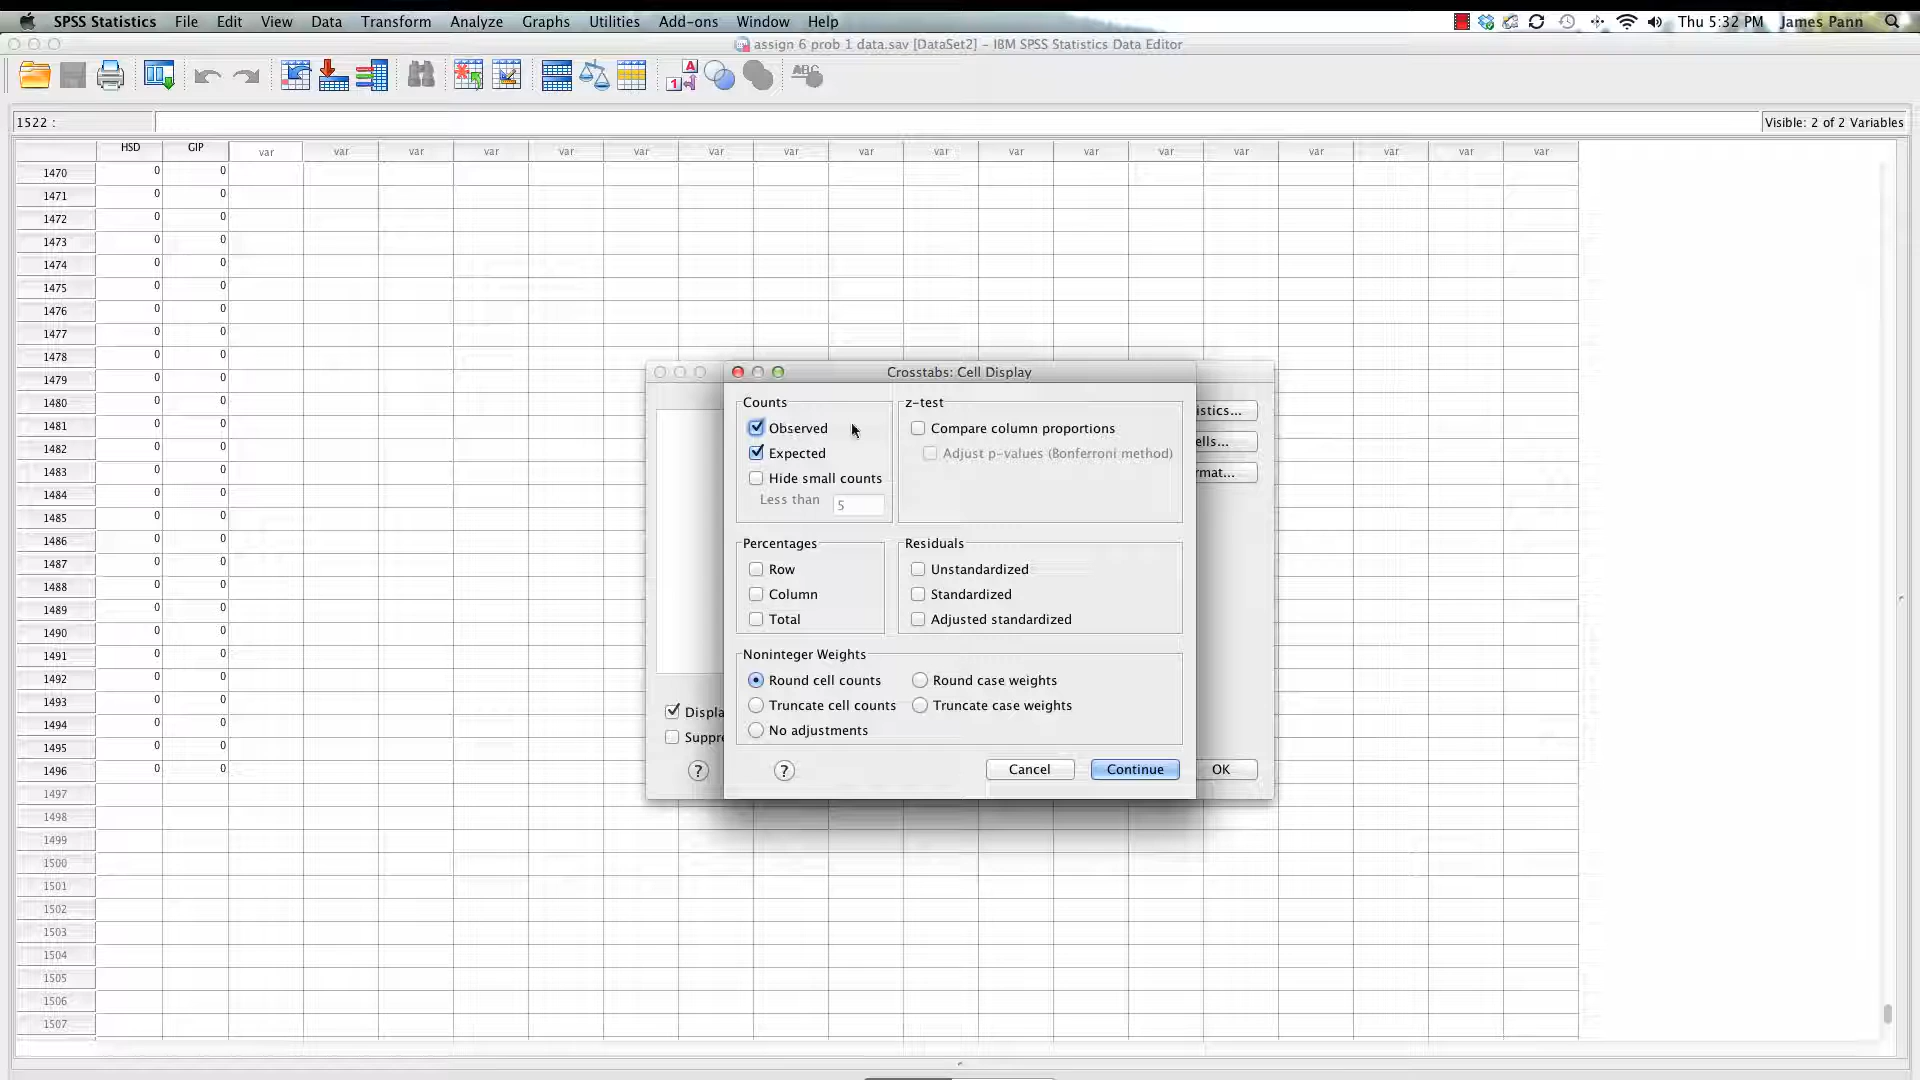 SPSS Statistics File Edit View Data Transform Analyze Graphs Utilities Add-ons Window Help Thu 5:32 PM James Pann
assign 6 prob 1 data.sav [DataSet2] – IBM SPSS Statistics Data Editor
A
1
ABC
1522 :
Visible: 2 of 2 Variables
HSD GIP var var var var var var var var var var var var var var var var var var
1470 0 0
1471 0 0
1472 0 0
1473 0 0
1474 0 0
1475 0 0
1476 0 0
1477 0 0
1478 0 0
1479 0 0
1480 0 0
1481 0 0
1482 0 0
1483 0 0
1484 0 0
1485 0 0
1486 0 0
1487 0 0
1488 0 0
1489 0 0
1490 0 0
1491 0 0
1492 0 0
1493 0 0
1494 0 0
1495 0 0
1496 0 0
1497
1498
1499
1500
1501
1502
1503
1504
1505
1506
1507
Crosstabs: Cell Display
Counts
Observed
Expected
Hide small counts
Less than 5
z-test
Compare column proportions
Adjust p-values (Bonferroni method)
Percentages
Row
Column
Total
Residuals
Unstandardized
Standardized
Adjusted standardized
Noninteger Weights
Round cell counts Round case weights
Truncate cell counts Truncate case weights
No adjustments
? Cancel Continue
istics...
ells...
rmat...
Displa
Suppre
? OK